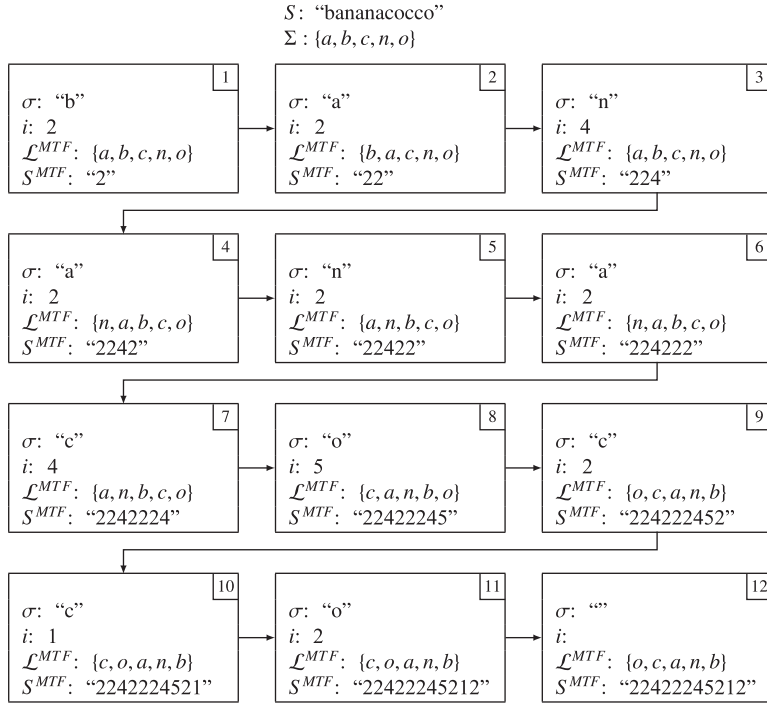 S: “bananacocco”
Σ : {a, b, c, n, o}
1
σ: “b”
i: 2
ℒ^MTF: {a, b, c, n, o}
S^MTF: “2”
2
σ: “a”
i: 2
ℒ^MTF: {b, a, c, n, o}
S^MTF: “22”
3
σ: “n”
i: 4
ℒ^MTF: {a, b, c, n, o}
S^MTF: “224”
4
σ: “a”
i: 2
ℒ^MTF: {n, a, b, c, o}
S^MTF: “2242”
5
σ: “n”
i: 2
ℒ^MTF: {a, n, b, c, o}
S^MTF: “22422”
6
σ: “a”
i: 2
ℒ^MTF: {n, a, b, c, o}
S^MTF: “224222”
7
σ: “c”
i: 4
ℒ^MTF: {a, n, b, c, o}
S^MTF: “2242224”
8
σ: “o”
i: 5
ℒ^MTF: {c, a, n, b, o}
S^MTF: “22422245”
9
σ: “c”
i: 2
ℒ^MTF: {o, c, a, n, b}
S^MTF: “224222452”
10
σ: “c”
i: 1
ℒ^MTF: {c, o, a, n, b}
S^MTF: “2242224521”
11
σ: “o”
i: 2
ℒ^MTF: {c, o, a, n, b}
S^MTF: “22422245212”
12
σ: “”
i:
ℒ^MTF: {o, c, a, n, b}
S^MTF: “22422245212”